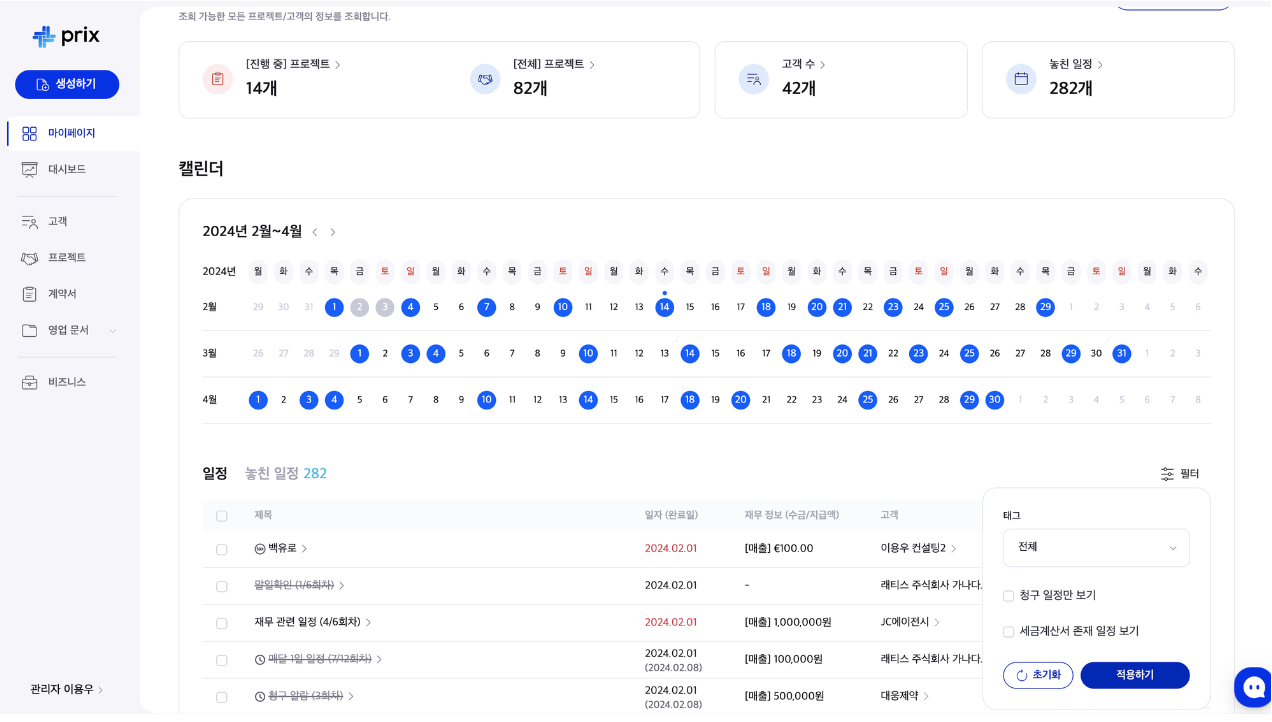 조회 가능한 모든 프로젝트/고객의 정보를 조회합니다.
prix
생성하기
마이페이지
대시보드
고객
프로젝트
계약서
영업 문서
비즈니스
관리자 이용우
[진행 중] 프로젝트
14개
[전체] 프로젝트
82개
고객 수
42개
놓친 일정
282개
캘린더
2024년 2월~4월
2024년 월 화 수 목 금 토 일 월 화 수 목 금 토 일 월 화 수 목 금 토 일 월 화 수 목 금 토 일 월 화 수 목 금 토 일 월 화 수
2월 29 30 31 1 2 3 4 5 6 7 8 9 10 11 12 13 14 15 16 17 18 19 20 21 22 23 24 25 26 27 28 29 1 2 3 4 5 6
3월 26 27 28 29 1 2 3 4 5 6 7 8 9 10 11 12 13 14 15 16 17 18 19 20 21 22 23 24 25 26 27 28 29 30 31 1 2 3
4월 1 2 3 4 5 6 7 8 9 10 11 12 13 14 15 16 17 18 19 20 21 22 23 24 25 26 27 28 29 30 1 2 3 4 5 6 7 8
일정 놓친 일정 282
필터
제목 일자 (완료일) 재무 정보 (수금/지급액) 고객
백유로 2024.02.01 [매출] €100.00 이용우 컨설팅2
말일확인 (1/6회차) 2024.02.01 - 래티스 주식회사 가나다.
재무 관련 일정 (4/6회차) 2024.02.01 [매출] 1,000,000원 JC에이전시
매달 1일 일정 (7/12회차) 2024.02.01 [매출] 100,000원 래티스 주식회사 가나다.
(2024.02.08)
청구 알람 (3회차) 2024.02.01 [매출] 500,000원 대웅제약
(2024.02.08)
태그
전체
청구 일정만 보기
세금계산서 존재 일정 보기
초기화 적용하기